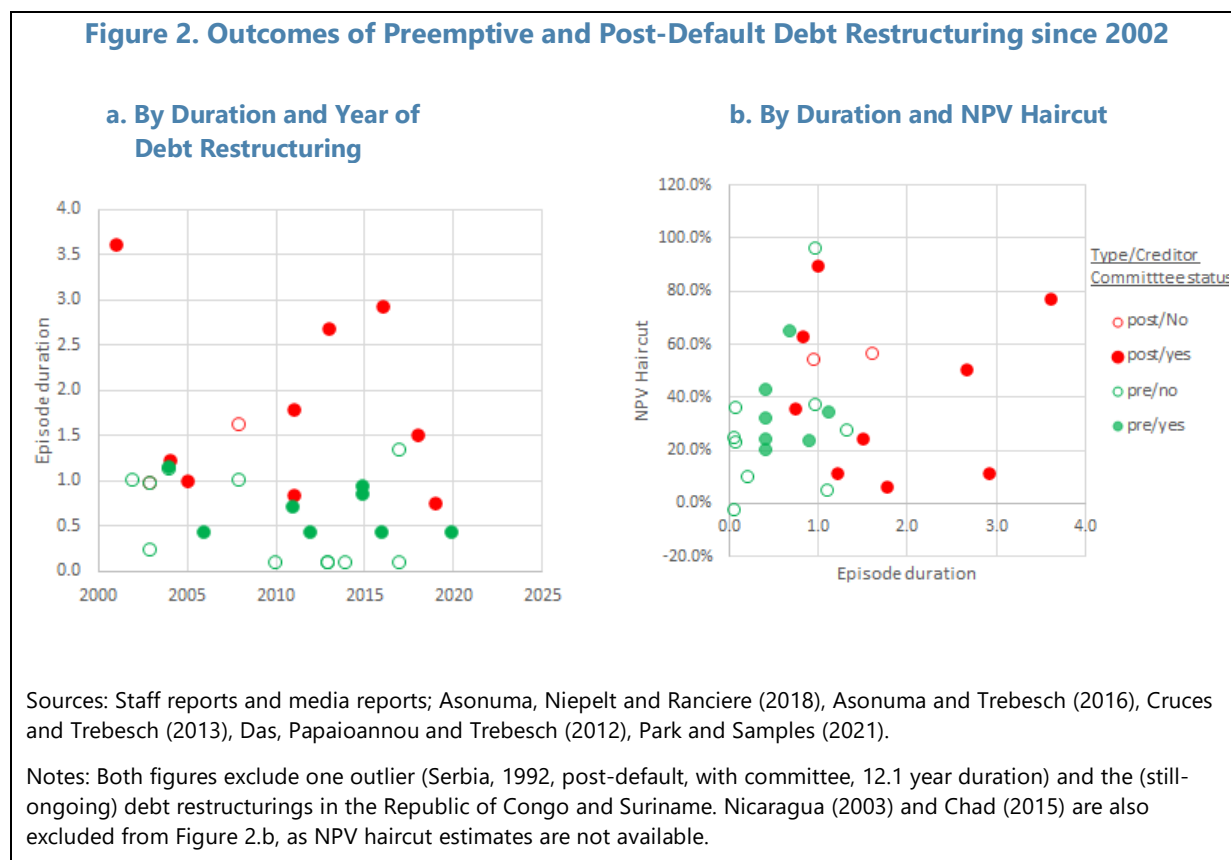 Figure 2. Outcomes of Preemptive and Post-Default Debt Restructuring since 2002
a. By Duration and Year of
Debt Restructuring
4.0
3.5
3.0
2.5
2.0
1.5
1.0
0.5
0.0
Episode duration
2000 2005 2010 2015 2020 2025
b. By Duration and NPV Haircut
120.0%
100.0%
80.0%
60.0%
40.0%
20.0%
0.0%
-20.0%
NPV Haircut
0.0 1.0 2.0 3.0 4.0
Episode duration
Type/Creditor
Committtee status
post/No
post/yes
pre/no
pre/yes
Sources: Staff reports and media reports; Asonuma, Niepelt and Ranciere (2018), Asonuma and Trebesch (2016), Cruces
and Trebesch (2013), Das, Papaioannou and Trebesch (2012), Park and Samples (2021).
Notes: Both figures exclude one outlier (Serbia, 1992, post-default, with committee, 12.1 year duration) and the (still-
ongoing) debt restructurings in the Republic of Congo and Suriname. Nicaragua (2003) and Chad (2015) are also
excluded from Figure 2.b, as NPV haircut estimates are not available.